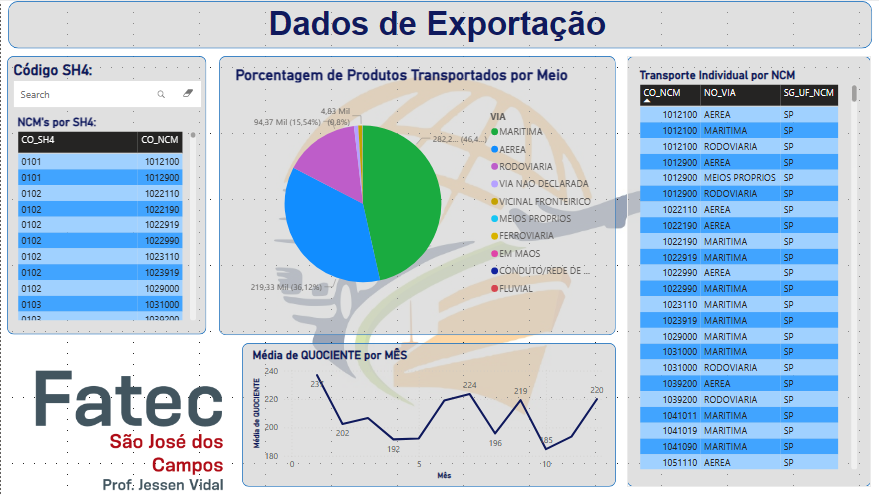 Dados de Exportação
Código SH4:
Search
NCM's por SH4:
CO_SH4 CO_NCM
0101 1012100
0101 1012900
0102 1022110
0102 1022190
0102 1022919
0102 1022990
0102 1023110
0102 1023919
0102 1029000
0103 1031000
0103 1039200
Porcentagem de Produtos Transportados por Meio
4,83 Mil
(0,8%)
94,37 Mil (15,54%)
282,2... (46,4...)
219,33 Mil (36,12%)
VIA
MARITIMA
AEREA
RODOVIARIA
VIA NAO DECLARADA
VICINAL FRONTEIRICO
MEIOS PROPRIOS
FERROVIARIA
EM MAOS
CONDUTO/REDE DE ...
FLUVIAL
Transporte Individual por NCM
CO_NCM NO_VIA SG_UF_NCM
1012100 AEREA SP
1012100 MARITIMA SP
1012100 RODOVIARIA SP
1012900 AEREA SP
1012900 MEIOS PROPRIOS SP
1012900 RODOVIARIA SP
1022110 AEREA SP
1022190 AEREA SP
1022190 MARITIMA SP
1022919 MARITIMA SP
1022990 AEREA SP
1022990 MARITIMA SP
1023110 MARITIMA SP
1023919 MARITIMA SP
1029000 MARITIMA SP
1031000 MARITIMA SP
1031000 RODOVIARIA SP
1039200 AEREA SP
1039200 RODOVIARIA SP
1041011 MARITIMA SP
1041019 MARITIMA SP
1041090 MARITIMA SP
1051110 AEREA SP
Fatec
São José dos
Campos
Prof. Jessen Vidal
Média de QUOCIENTE por MÊS
Média de QUOCIENTE
240
220
200
180
202
192
224
196
219
185
220
0 5 10
Mês